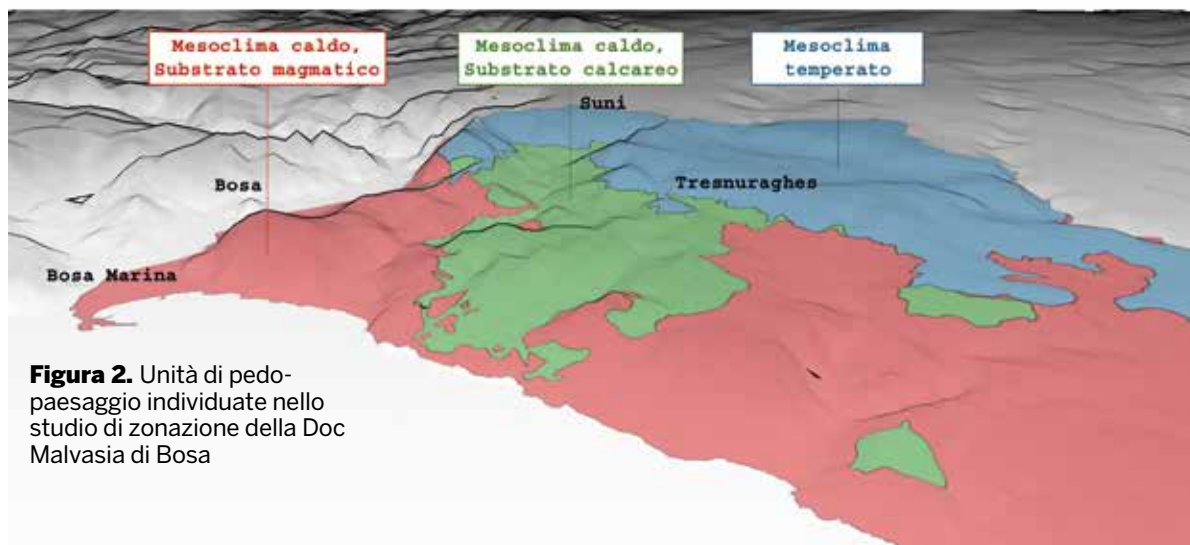 Mesoclima caldo,
Substrato magmatico
Mesoclima caldo,
Substrato calcareo
Mesoclima
temperato
Suni
Bosa
Tresnuraghes
Bosa Marina
Figura 2. Unità di pedo-
paesaggio individuate nello
studio di zonazione della Doc
Malvasia di Bosa